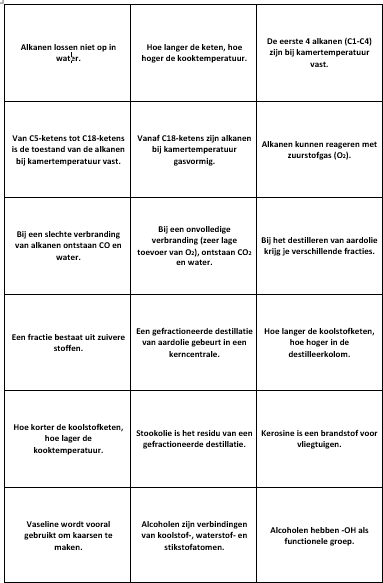 Alkanen lossen niet op in
water.
Hoe langer de keten, hoe
hoger de kooktemperatuur.
De eerste 4 alkanen (C1-C4)
zijn bij kamertemperatuur
vast.
Van C5-ketens tot C18-ketens
is de toestand van de alkanen
bij kamertemperatuur vast.
Vanaf C18-ketens zijn alkanen
bij kamertemperatuur
gasvormig.
Alkanen kunnen reageren met
zuurstofgas (O₂).
Bij een slechte verbranding
van alkanen ontstaan CO en
water.
Bij een onvolledige
verbranding (zeer lage
toevoer van O₂), ontstaan CO₂
en water.
Bij het destilleren van aardolie
krijg je verschillende fracties.
Een fractie bestaat uit zuivere
stoffen.
Een gefractioneerde destillatie
van aardolie gebeurt in een
kerncentrale.
Hoe langer de koolstofketen,
hoe hoger in de
destilleerkolom.
Hoe korter de koolstofketen,
hoe lager de
kooktemperatuur.
Stookolie is het residu van een
gefractioneerde destillatie.
Kerosine is een brandstof voor
vliegtuigen.
Vaseline wordt vooral
gebruikt om kaarsen te
maken.
Alcoholen zijn verbindingen
van koolstof-, waterstof- en
stikstofatomen.
Alcoholen hebben -OH als
functionele groep.